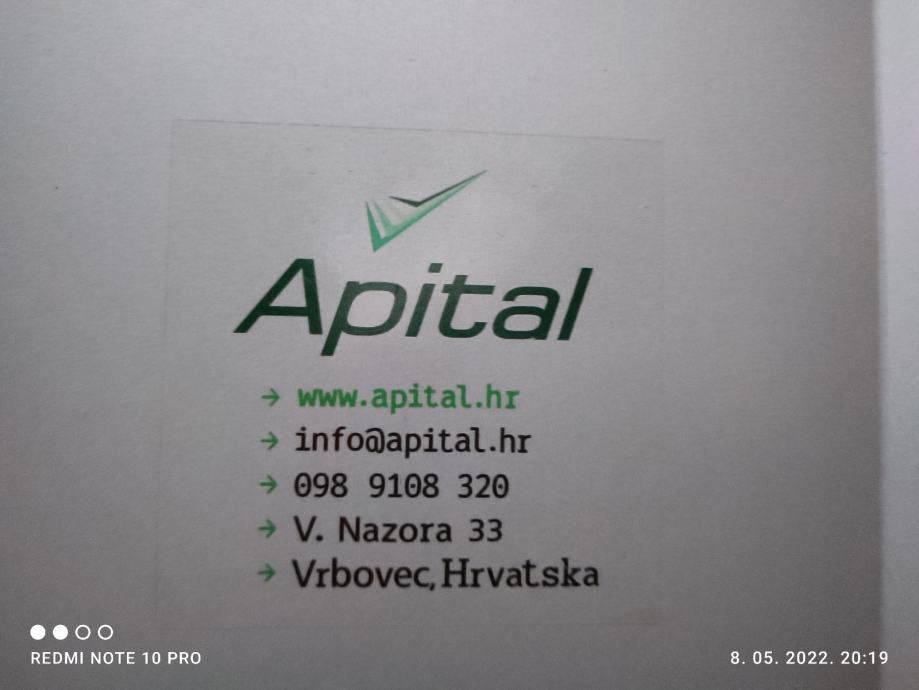 Apital
→ www.apital.hr
→ info@apital.hr
→ 098 9108 320
→ V. Nazora 33
→ Vrbovec, Hrvatska
REDMI NOTE 10 PRO
8. 05. 2022. 20:19